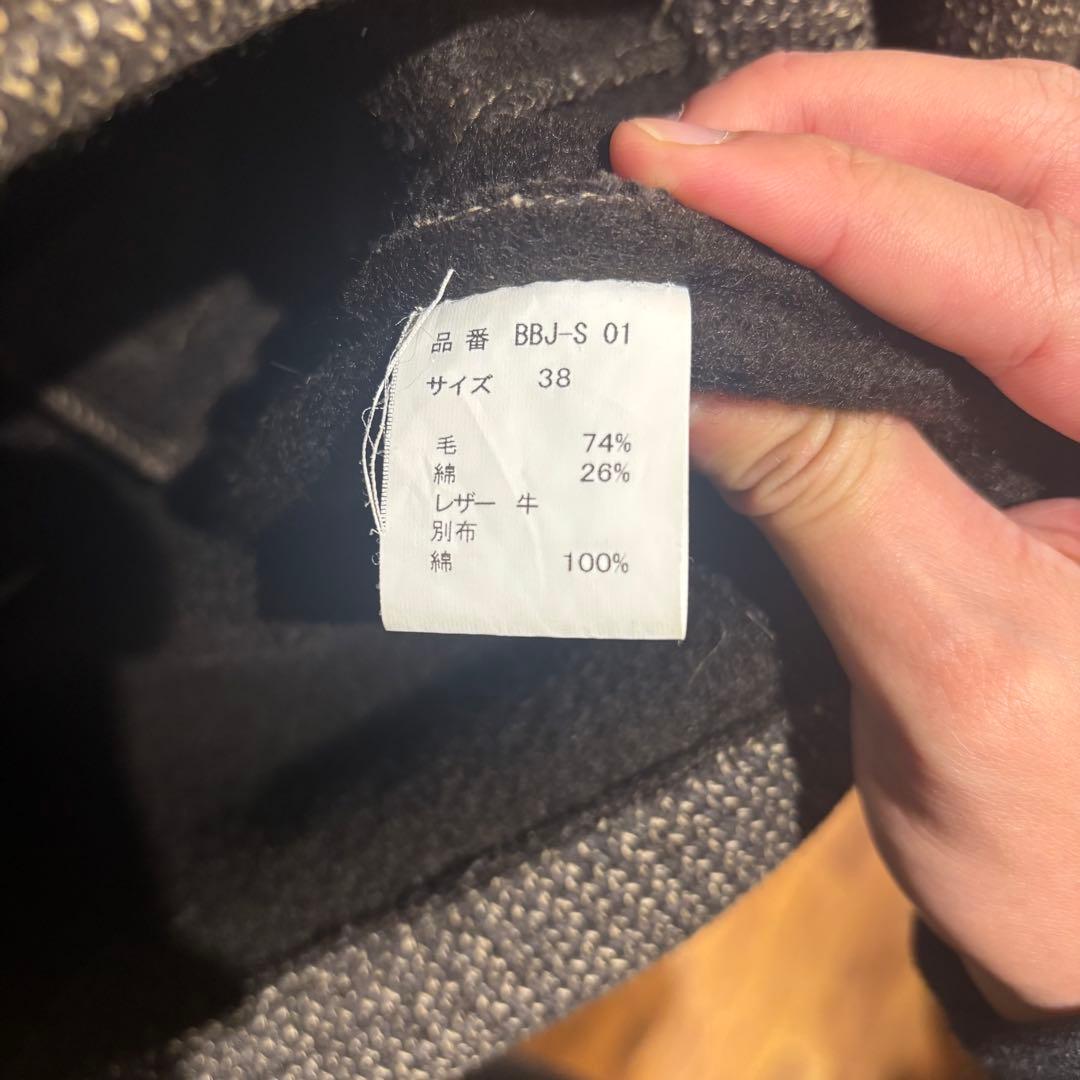 品番 BBJ-S 01
サイズ 38
毛 74%
綿 26%
レザー 牛
別布
綿 100%